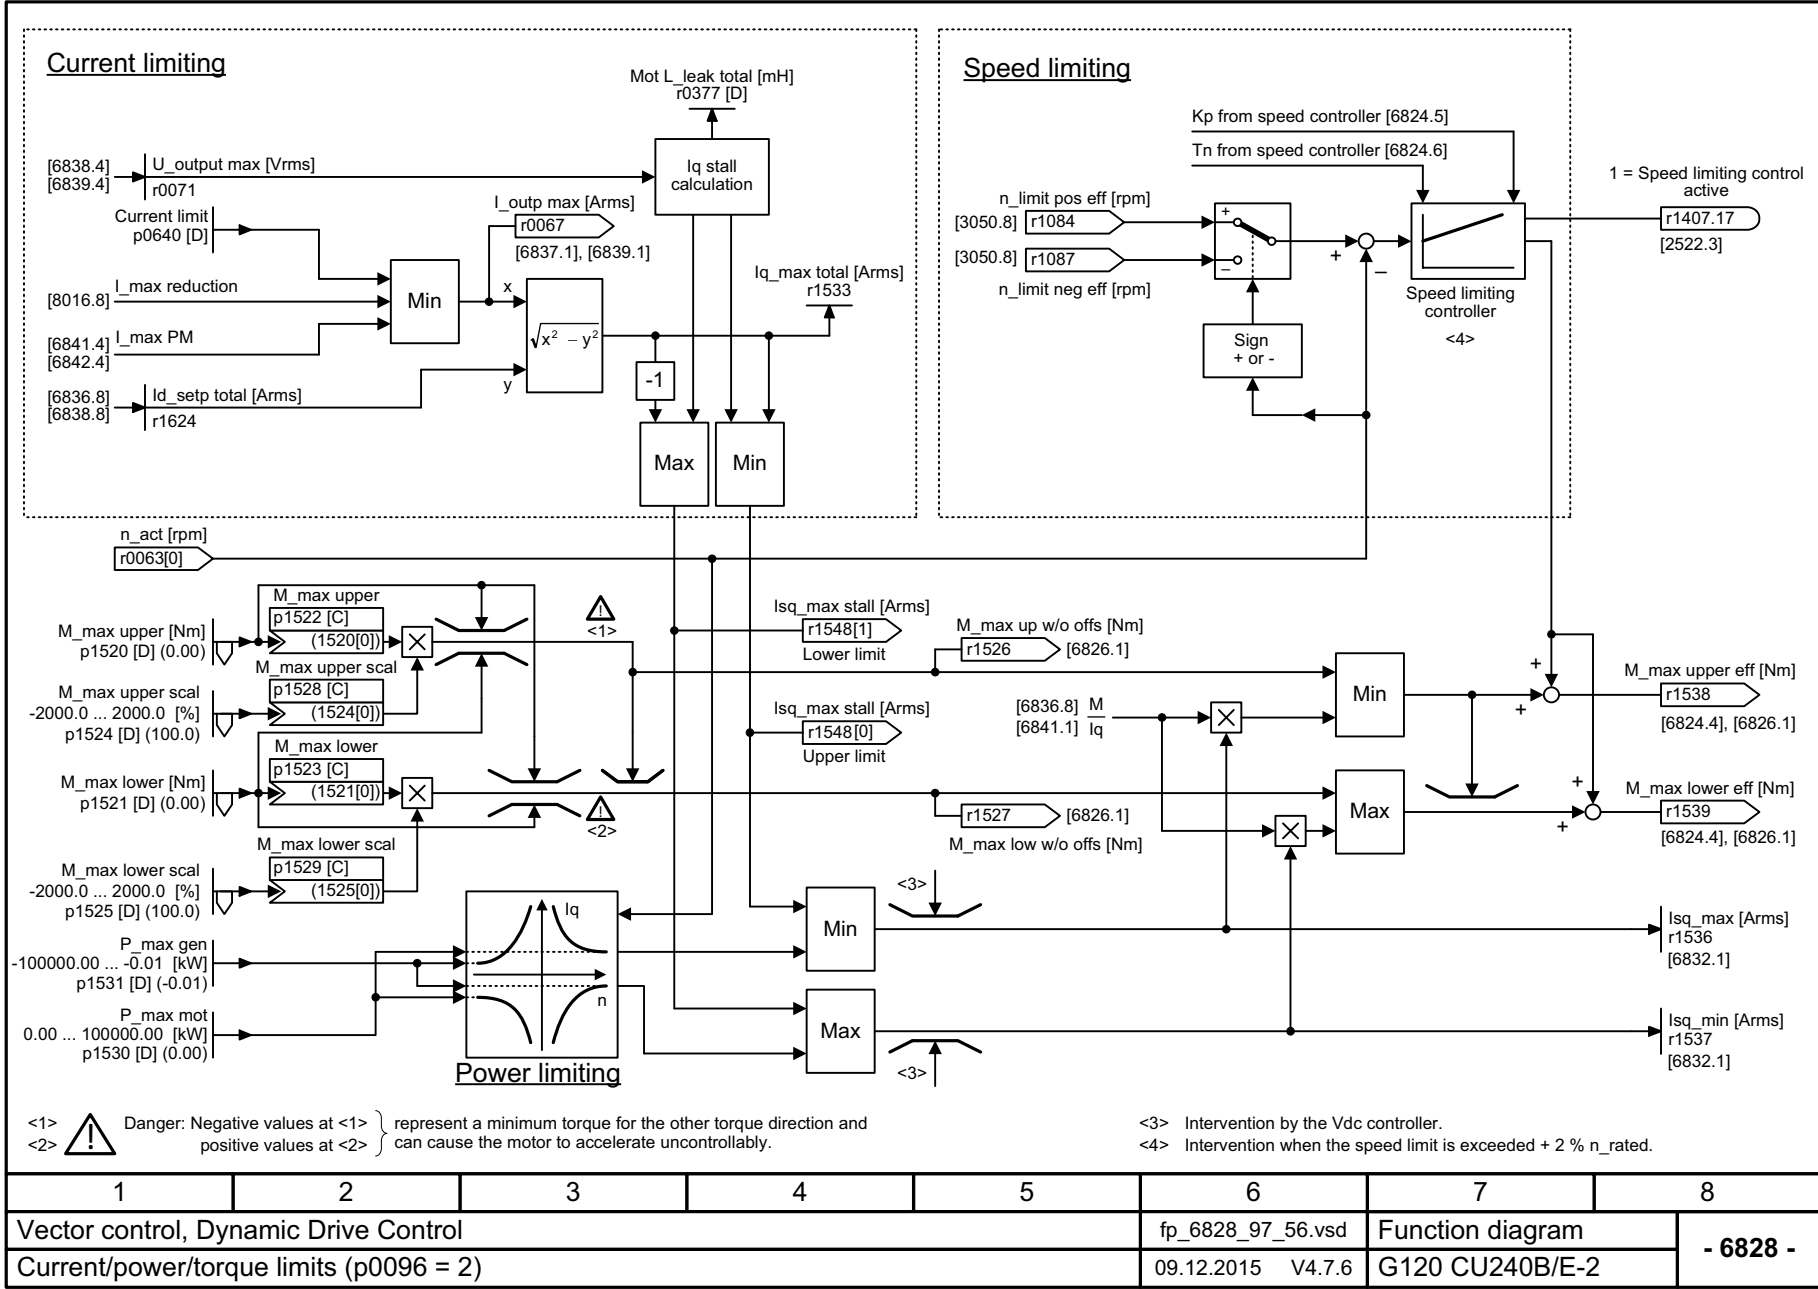 Current limiting
Mot L_leak total [mH]
r0377 [D]
[6838.4]
[6839.4]
U_output max [Vrms]
r0071
Iq stall
calculation
Current limit
p0640 [D]
I_outp max [Arms]
r0067
[6837.1], [6839.1]
Iq_max total [Arms]
r1533
[8016.8]
I_max reduction
Min
x
√x² – y²
y
[6841.4]
[6842.4]
I_max PM
-1
[6836.8]
[6838.8]
Id_setp total [Arms]
r1624
Max
Min
Speed limiting
Kp from speed controller [6824.5]
Tn from speed controller [6824.6]
1 = Speed limiting control
active
r1407.17
[2522.3]
n_limit pos eff [rpm]
[3050.8]
r1084
[3050.8]
r1087
n_limit neg eff [rpm]
+
–
+
–
Speed limiting
controller
<4>
Sign
+ or -
n_act [rpm]
r0063[0]
M_max upper [Nm]
p1520 [D] (0.00)
M_max upper
p1522 [C]
(1520[0])
<1>
M_max upper scal
-2000.0 ... 2000.0 [%]
p1524 [D] (100.0)
M_max upper scal
p1528 [C]
(1524[0])
M_max lower [Nm]
p1521 [D] (0.00)
M_max lower
p1523 [C]
(1521[0])
<2>
M_max lower scal
-2000.0 ... 2000.0 [%]
p1525 [D] (100.0)
M_max lower scal
p1529 [C]
(1525[0])
Isq_max stall [Arms]
r1548[1]
Lower limit
Isq_max stall [Arms]
r1548[0]
Upper limit
M_max up w/o offs [Nm]
r1526
[6826.1]
[6836.8]
[6841.1]
M
Iq
r1527
[6826.1]
M_max low w/o offs [Nm]
Min
Max
+
+
+
+
M_max upper eff [Nm]
r1538
[6824.4], [6826.1]
M_max lower eff [Nm]
r1539
[6824.4], [6826.1]
P_max gen
-100000.00 ... -0.01 [kW]
p1531 [D] (-0.01)
P_max mot
0.00 ... 100000.00 [kW]
p1530 [D] (0.00)
Iq
n
Power limiting
Min
Max
<3>
<3>
Isq_max [Arms]
r1536
[6832.1]
Isq_min [Arms]
r1537
[6832.1]
<1>
<2>
Danger: Negative values at <1>
positive values at <2>
represent a minimum torque for the other torque direction and
can cause the motor to accelerate uncontrollably.
<3> Intervention by the Vdc controller.
<4> Intervention when the speed limit is exceeded + 2 % n_rated.
1 2 3 4 5 6 7 8
Vector control, Dynamic Drive Control
fp_6828_97_56.vsd
Function diagram
- 6828 -
Current/power/torque limits (p0096 = 2)
09.12.2015 V4.7.6
G120 CU240B/E-2